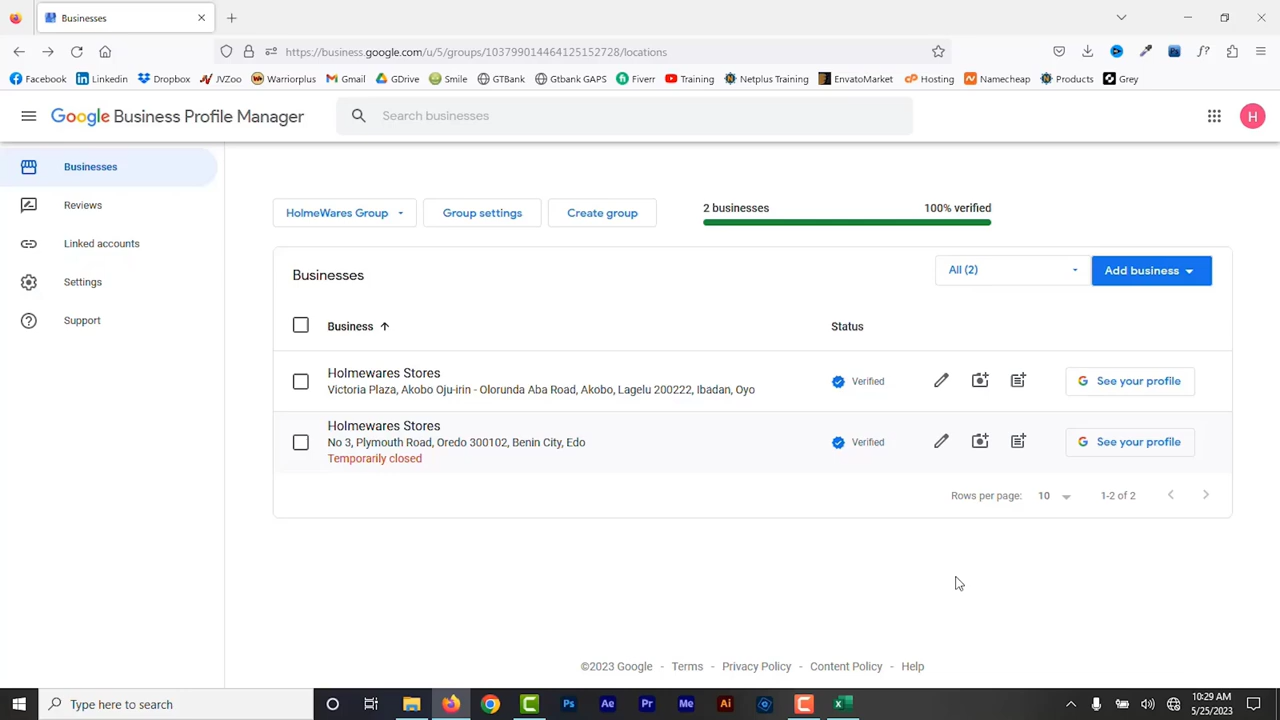 Businesses
https://business.google.com/u/5/groups/103799014464125152728/locations
Facebook Linkedin Dropbox JVZoo Warriorplus Gmail GDrive Smile GTBank Gtbank GAPS Fiverr Training Netplus Training EnvatoMarket Hosting Namecheap Products Grey
Google Business Profile Manager
Search businesses
H
Businesses
Reviews
Linked accounts
Settings
Support
HolmeWares Group
Group settings
Create group
2 businesses 100% verified
Businesses
All (2)
Add business
Business Status
Holmewares Stores
Victoria Plaza, Akobo Oju-irin - Olorunda Aba Road, Akobo, Lagelu 200222, Ibadan, Oyo
Verified
See your profile
Holmewares Stores
No 3, Plymouth Road, Oredo 300102, Benin City, Edo
Temporarily closed
Verified
See your profile
Rows per page: 10 1-2 of 2
©2023 Google - Terms - Privacy Policy - Content Policy - Help
Type here to search
10:29 AM
5/25/2023